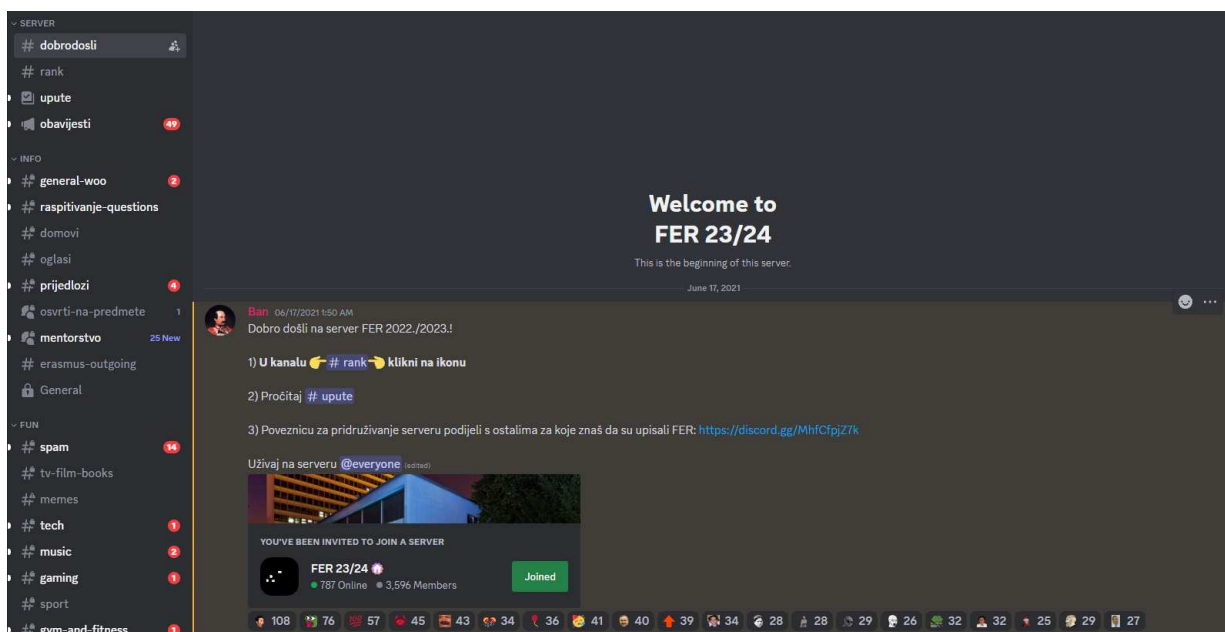 SERVER
dobrodosli
rank
upute
obavijesti 49
INFO
general-woo 2
raspitivanje-questions
domovi
oglasi
prijedlozi 4
osvrti-na-predmete 1
mentorstvo 25 New
erasmus-outgoing
General
FUN
spam 14
tv-film-books
memes
tech 1
music 2
gaming 1
sport
gym-and-fitness 1
Welcome to
FER 23/24
This is the beginning of this server.
June 17, 2021
Ban 06/17/2021 1:50 AM
Dobro došli na server FER 2022./2023.!
1) U kanalu 👉 # rank 👈 klikni na ikonu
2) Pročitaj # upute
3) Poveznicu za pridruživanje serveru podijeli s ostalima za koje znaš da su upisali FER: https://discord.gg/MhfCfpjZ7k
Uživaj na serveru @everyone (edited)
YOU'VE BEEN INVITED TO JOIN A SERVER
FER 23/24
787 Online 3,596 Members
Joined
108 76 57 45 43 34 36 41 40 39 34 28 28 29 26 32 32 25 29 27